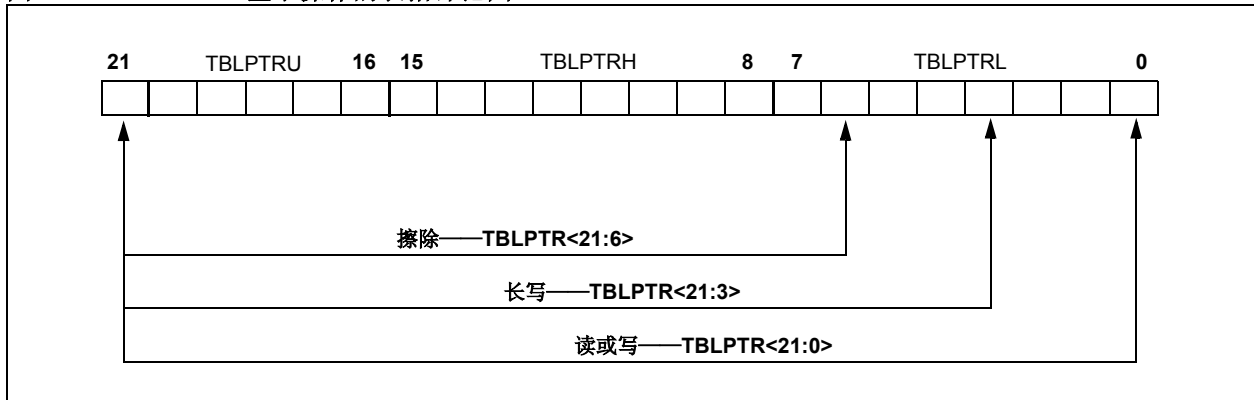 21 TBLPTRU 16 15 TBLPTRH 8 7 TBLPTRL 0
擦除——TBLPTR<21:6>
长写——TBLPTR<21:3>
读或写——TBLPTR<21:0>